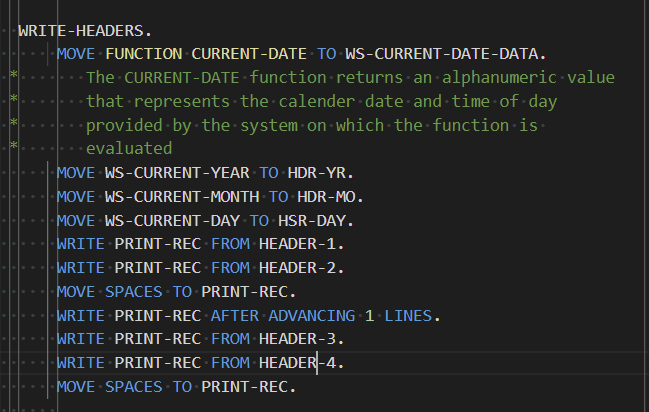 WRITE-HEADERS.
MOVE FUNCTION CURRENT-DATE TO WS-CURRENT-DATE-DATA.
* The CURRENT-DATE function returns an alphanumeric value
* that represents the calender date and time of day
* provided by the system on which the function is
* evaluated
MOVE WS-CURRENT-YEAR TO HDR-YR.
MOVE WS-CURRENT-MONTH TO HDR-MO.
MOVE WS-CURRENT-DAY TO HSR-DAY.
WRITE PRINT-REC FROM HEADER-1.
WRITE PRINT-REC FROM HEADER-2.
MOVE SPACES TO PRINT-REC.
WRITE PRINT-REC AFTER ADVANCING 1 LINES.
WRITE PRINT-REC FROM HEADER-3.
WRITE PRINT-REC FROM HEADER-4.
MOVE SPACES TO PRINT-REC.